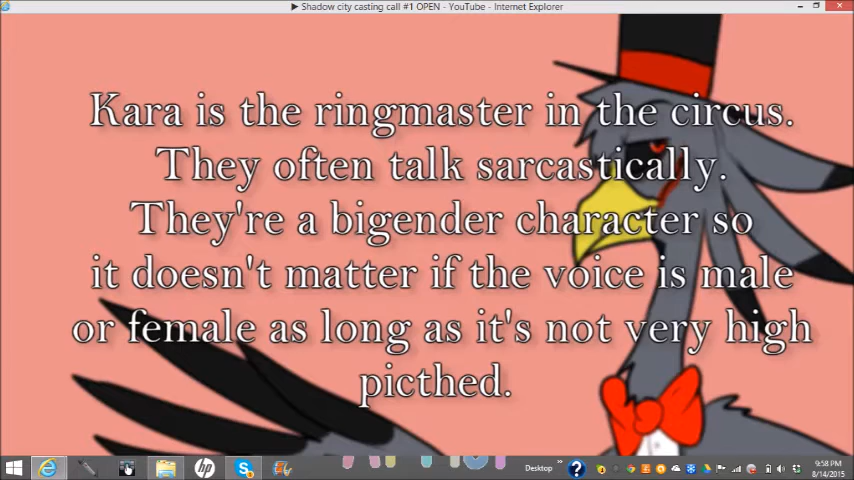 ▶ Shadow city casting call #1 OPEN - YouTube - Internet Explorer
Kara is the ringmaster in the circus.
They often talk sarcastically.
They're a bigender character so
it doesn't matter if the voice is male
or female as long as it's not very high
picthed.
Desktop
9:58 PM
8/14/2015